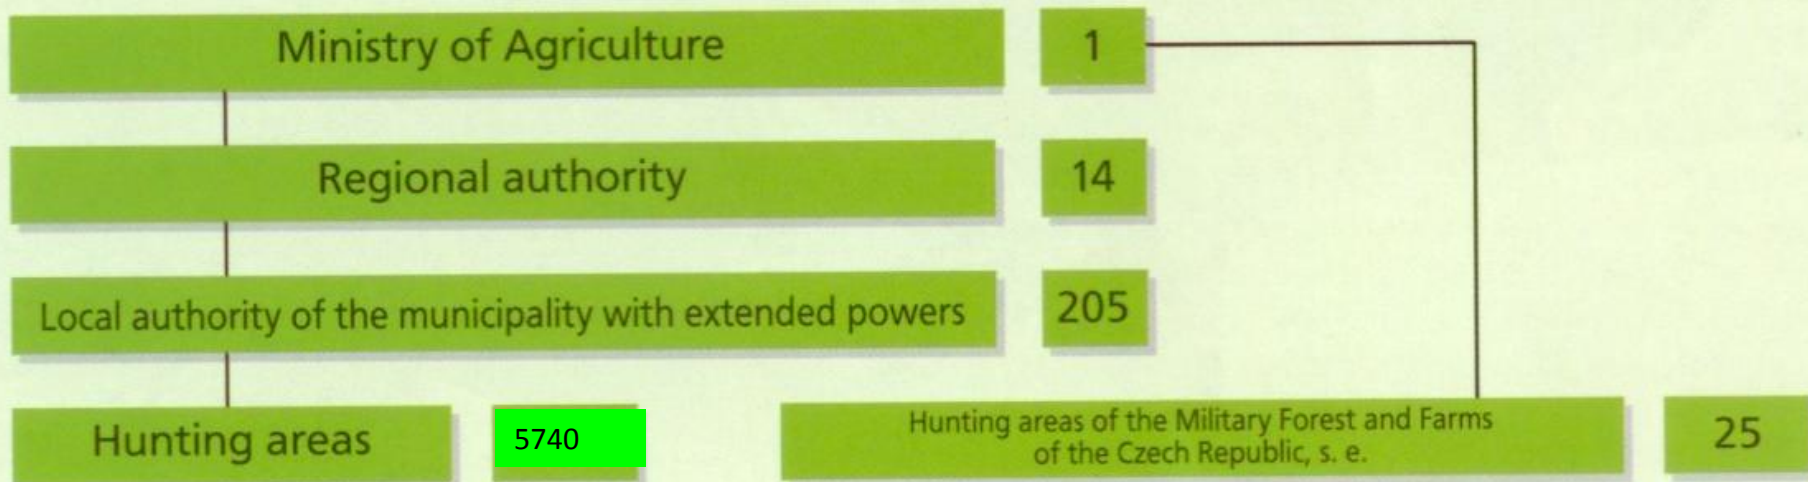 Ministry of Agriculture
1
Regional authority
14
Local authority of the municipality with extended powers
205
Hunting areas
5740
Hunting areas of the Military Forest and Farms
of the Czech Republic, s. e.
25